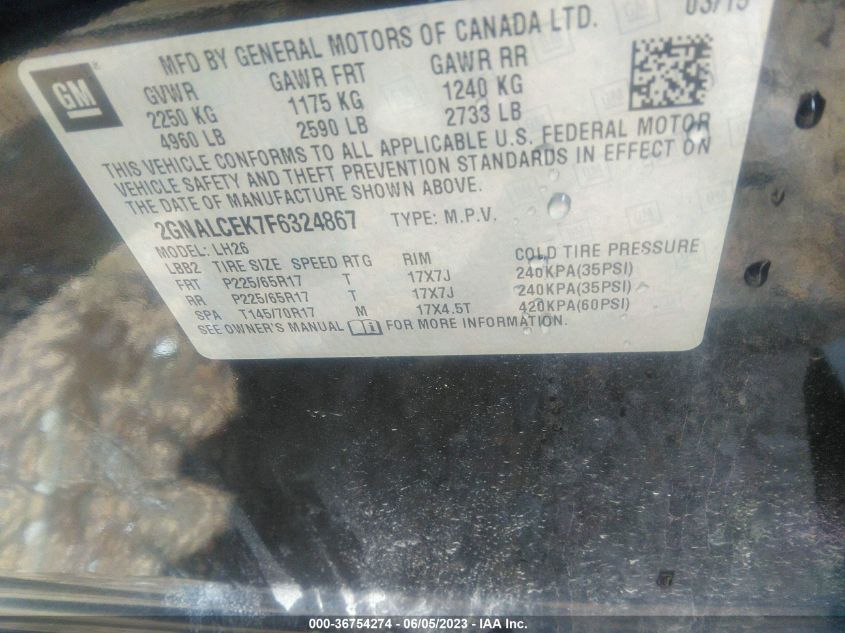 03/15
MFD BY GENERAL MOTORS OF CANADA LTD.
GM
GVWR GAWR FRT GAWR RR
2250 KG 1175 KG 1240 KG
4960 LB 2590 LB 2733 LB
THIS VEHICLE CONFORMS TO ALL APPLICABLE U.S. FEDERAL MOTOR
VEHICLE SAFETY AND THEFT PREVENTION STANDARDS IN EFFECT ON
THE DATE OF MANUFACTURE SHOWN ABOVE.
2GNALCEK7F6324867 TYPE: M.P.V.
MODEL: LH26
LBB2 TIRE SIZE SPEED RTG RIM COLD TIRE PRESSURE
FRT P225/65R17 T 17X7J 240KPA(35PSI)
RR P225/65R17 T 17X7J 240KPA(35PSI)
SPA T145/70R17 M 17X4.5T 420KPA(60PSI)
SEE OWNER'S MANUAL FOR MORE INFORMATION.
000-36754274 - 06/05/2023 - IAA Inc.